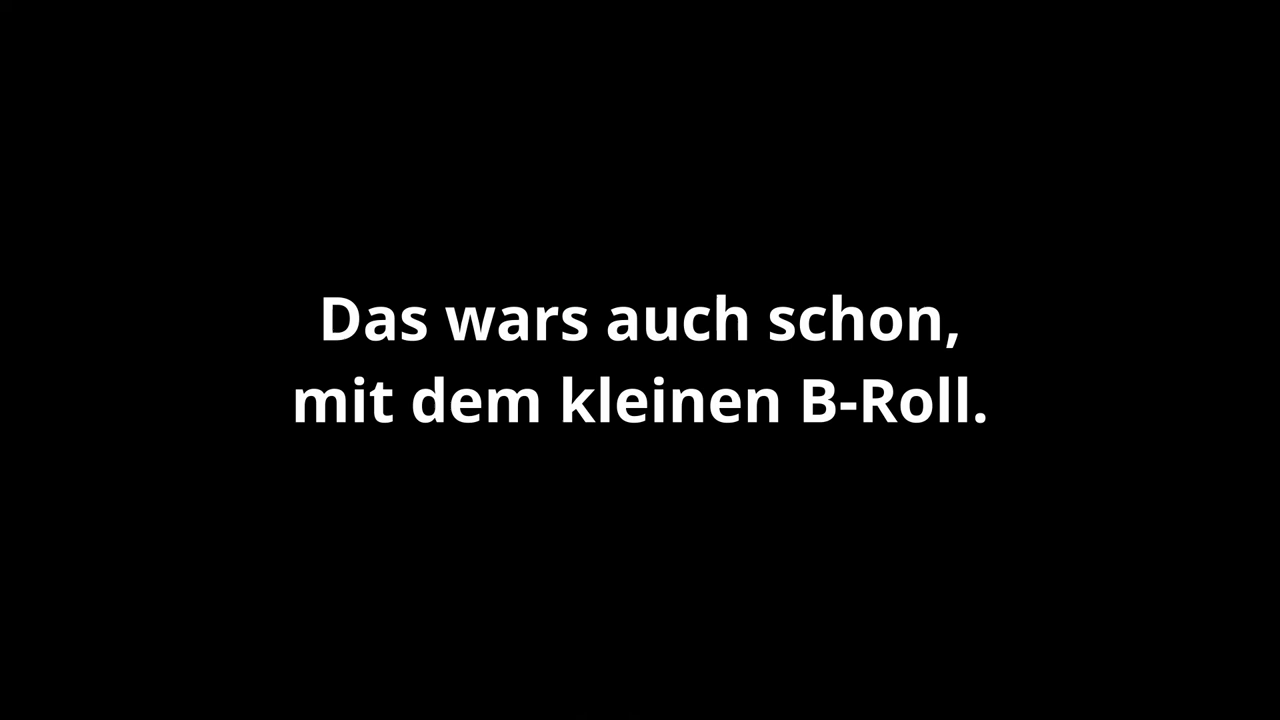 Das wars auch schon,
mit dem kleinen B-Roll.